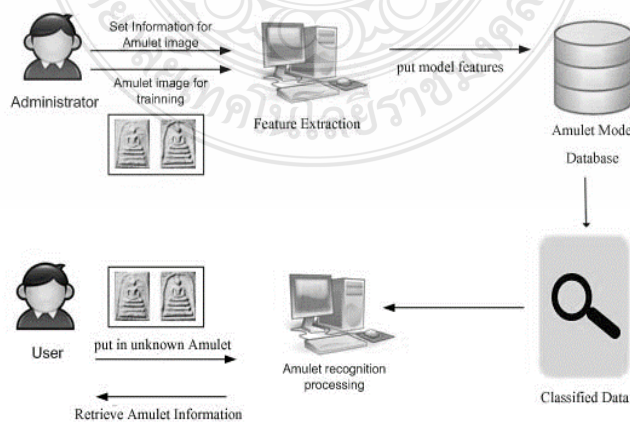 Set Information for
Amulet image
Administrator
Amulet image for
trainning
Feature Extraction
put model features
Amulet Mode
Database
User
put in unknown Amulet
Retrieve Amulet Information
Amulet recognition
processing
Classified Data